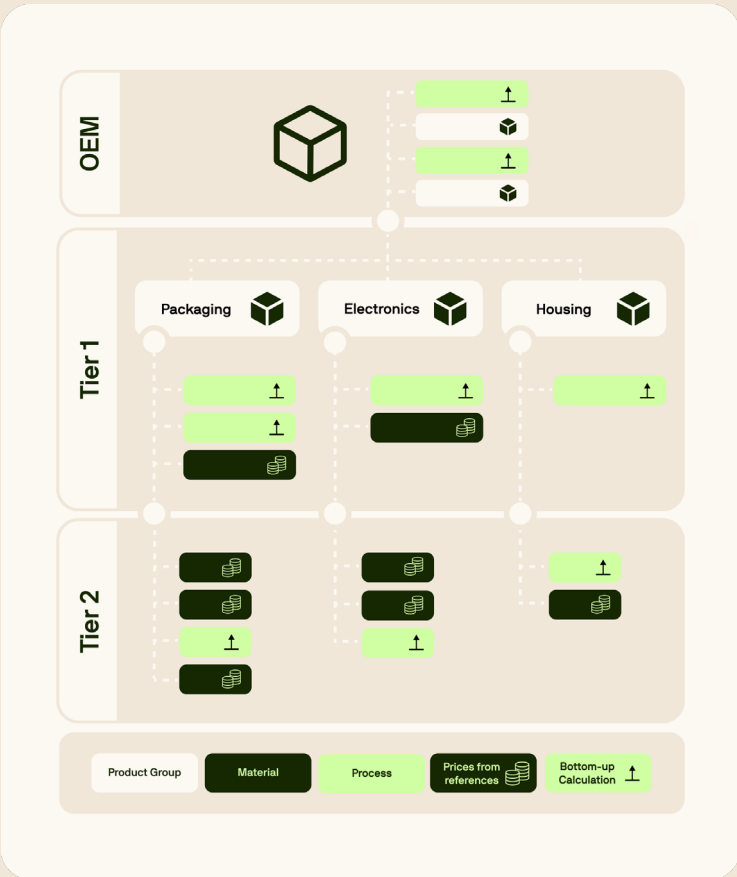 OEM
Tier 1
Packaging
Electronics
Housing
Tier 2
Product Group
Material
Process
Prices from
references
Bottom-up
Calculation